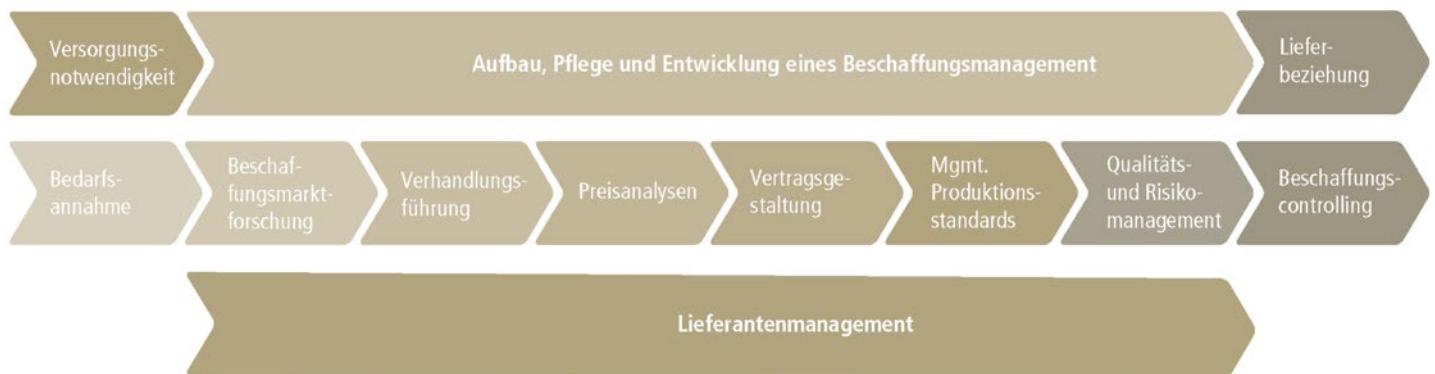 Versorgungs-
notwendigkeit
Aufbau, Pflege und Entwicklung eines Beschaffungsmanagement
Liefer-
beziehung
Bedarfs-
annahme
Beschaf-
fungsmarkt-
forschung
Verhandlungs-
führung
Preisanalysen
Vertragsge-
staltung
Mgmt.
Produktions-
standards
Qualitäts-
und Risiko-
management
Beschaffungs-
controlling
Lieferantenmanagement